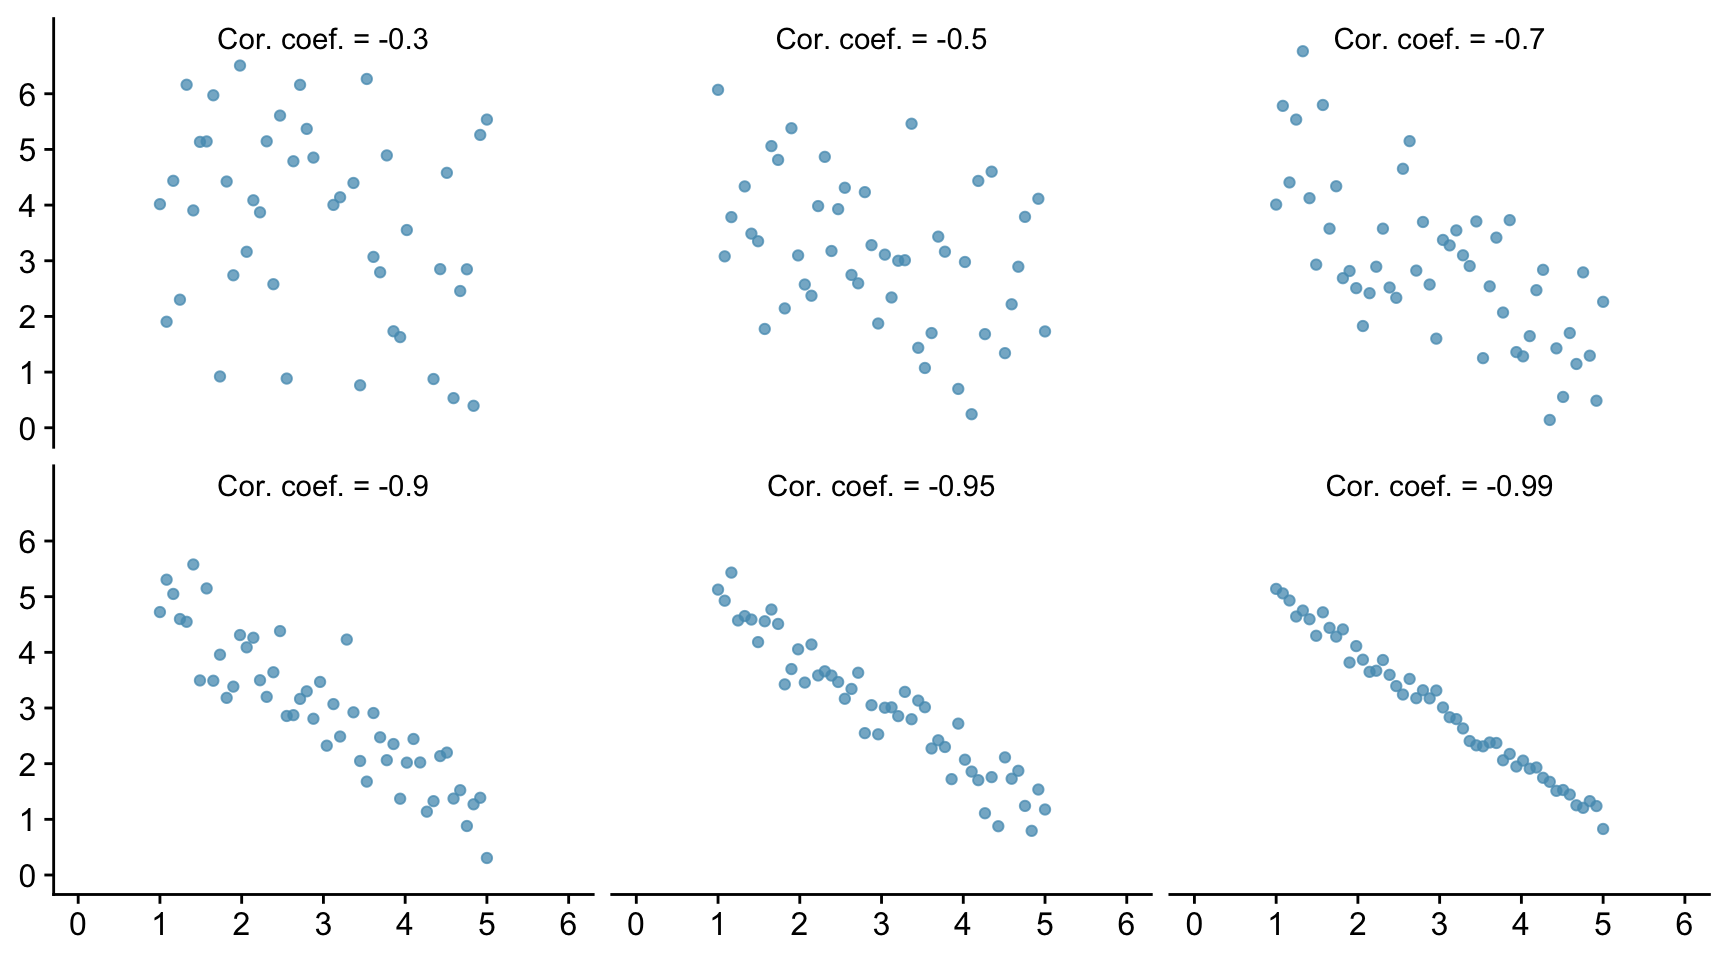 Cor. coef. = -0.3
Cor. coef. = -0.5
Cor. coef. = -0.7
6
5
4
3
2
1
0
Cor. coef. = -0.9
Cor. coef. = -0.95
Cor. coef. = -0.99
6
5
4
3
2
1
0
0 1 2 3 4 5 6
0 1 2 3 4 5 6
0 1 2 3 4 5 6